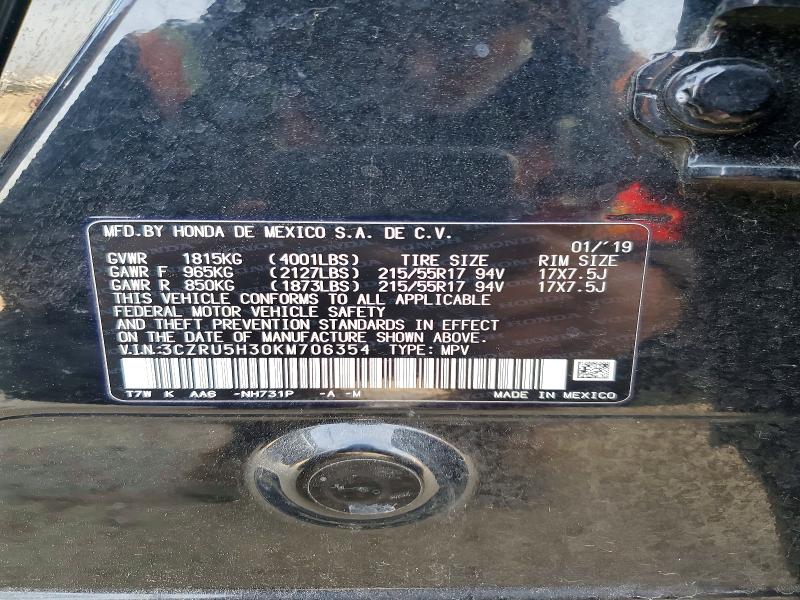 MFD.BY HONDA DE MEXICO S.A. DE C.V.
01/'19
GVWR 1815KG (4001LBS) TIRE SIZE RIM SIZE
GAWR F 965KG (2127LBS) 215/55R17 94V 17X7.5J
GAWR R 850KG (1873LBS) 215/55R17 94V 17X7.5J
THIS VEHICLE CONFORMS TO ALL APPLICABLE
FEDERAL MOTOR VEHICLE SAFETY
AND THEFT PREVENTION STANDARDS IN EFFECT
ON THE DATE OF MANUFACTURE SHOWN ABOVE.
V.I.N:3CZRU5H30KM706354 TYPE: MPV
T7W K AA6 -NH731P -A -M MADE IN MEXICO